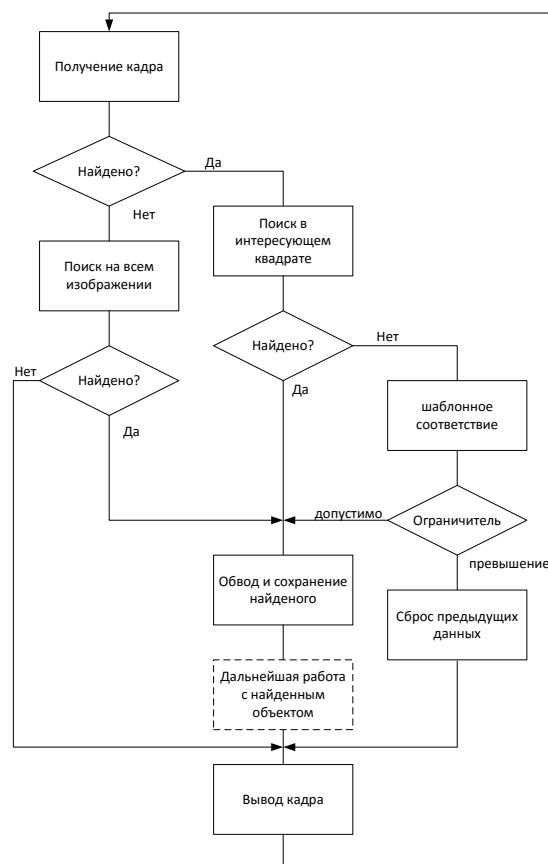 Получение кадра
Найдено?
Да
Нет
Поиск в
интересующем
квадрате
Поиск на всем
изображении
Найдено?
Нет
Нет
Найдено?
Да
Да
шаблонное
соответствие
допустимо
Ограничитель
превышение
Обвод и сохранение
найденого
Сброс предыдущих
данных
Дальнейшая работа
с найденным
объектом
Вывод кадра